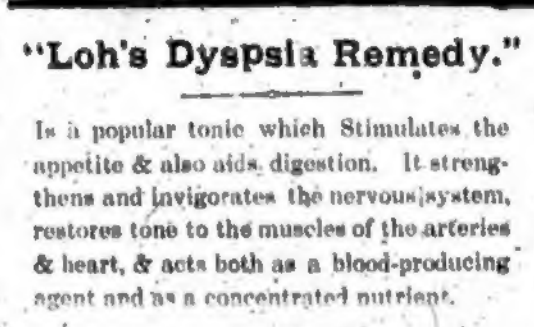 "Loh's Dyspsia Remedy."
Is a popular tonic which Stimulates the
appetite & also aids digestion. It streng-
thens and invigorates the nervous system,
restores tone to the muscles of the arteries
& heart, & acts both as a blood-producing
agent and as a concentrated nutrient.